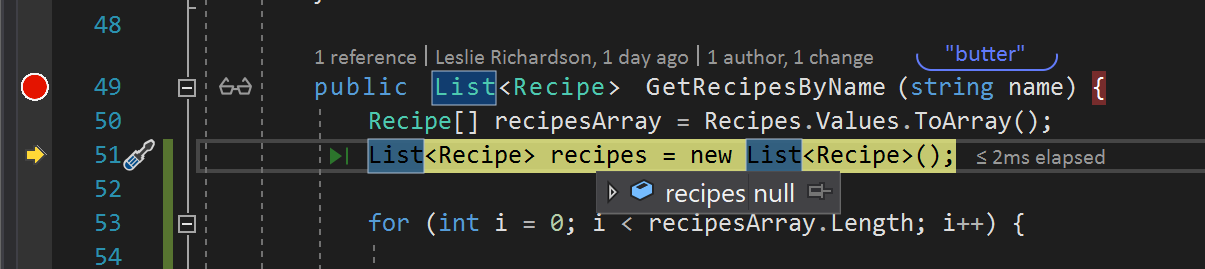 48
1 reference | Leslie Richardson, 1 day ago | 1 author, 1 change "butter"
49 public List<Recipe> GetRecipesByName (string name) {
50 Recipe[] recipesArray = Recipes.Values.ToArray();
51 List<Recipe> recipes = new List<Recipe>(); ≤ 2ms elapsed
52 recipes null
53 for (int i = 0; i < recipesArray.Length; i++) {
54